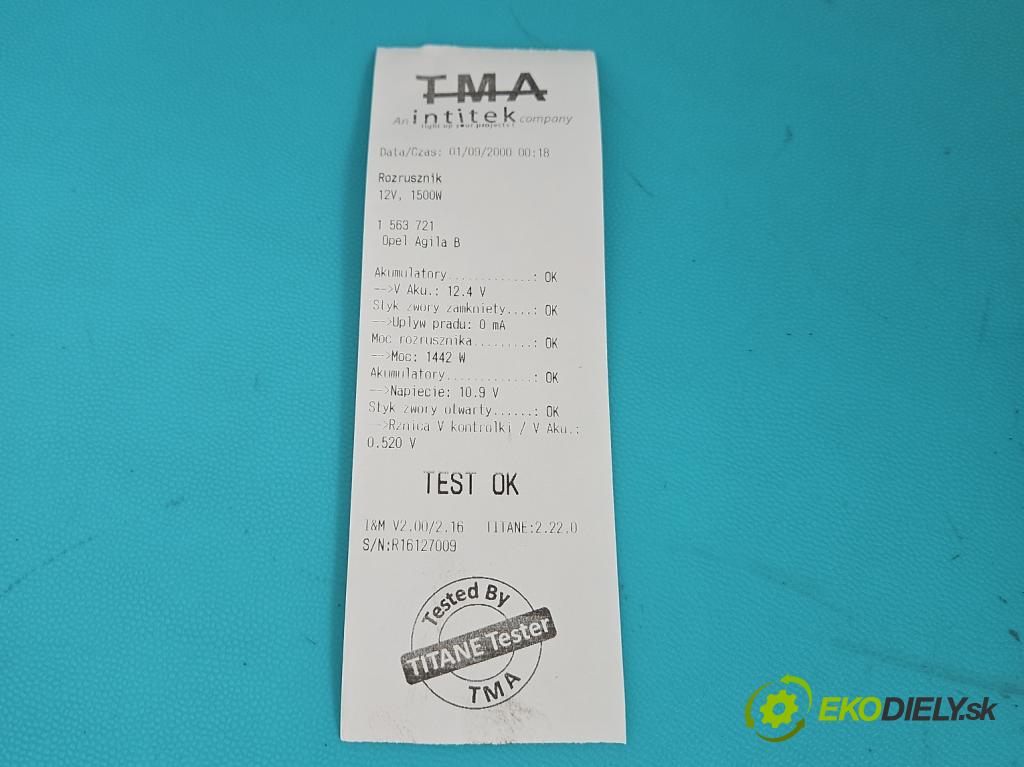 TMA
An intitek company
light up your projects !
Data/Czas: 01/09/2000 00:18
Rozrusznik
12V, 1500W
1 563 721
Opel Agila B
Akumulatory.............: OK
-->V Aku.: 12.4 V
Styk zwory zamkniety....: OK
-->Uplyw pradu: 0 mA
Moc rozrusznika.........: OK
-->Moc: 1442 W
Akumulatory.............: OK
-->Napiecie: 10.9 V
Styk zwory otwarty......: OK
-->Rznica V kontrolki / V Aku.:
0.520 V
TEST OK
I&M V2.00/2.16 TITANE:2.22.0
S/N:R16127009
Tested By
TITANE Tester
TMA
EKODIELY.sk